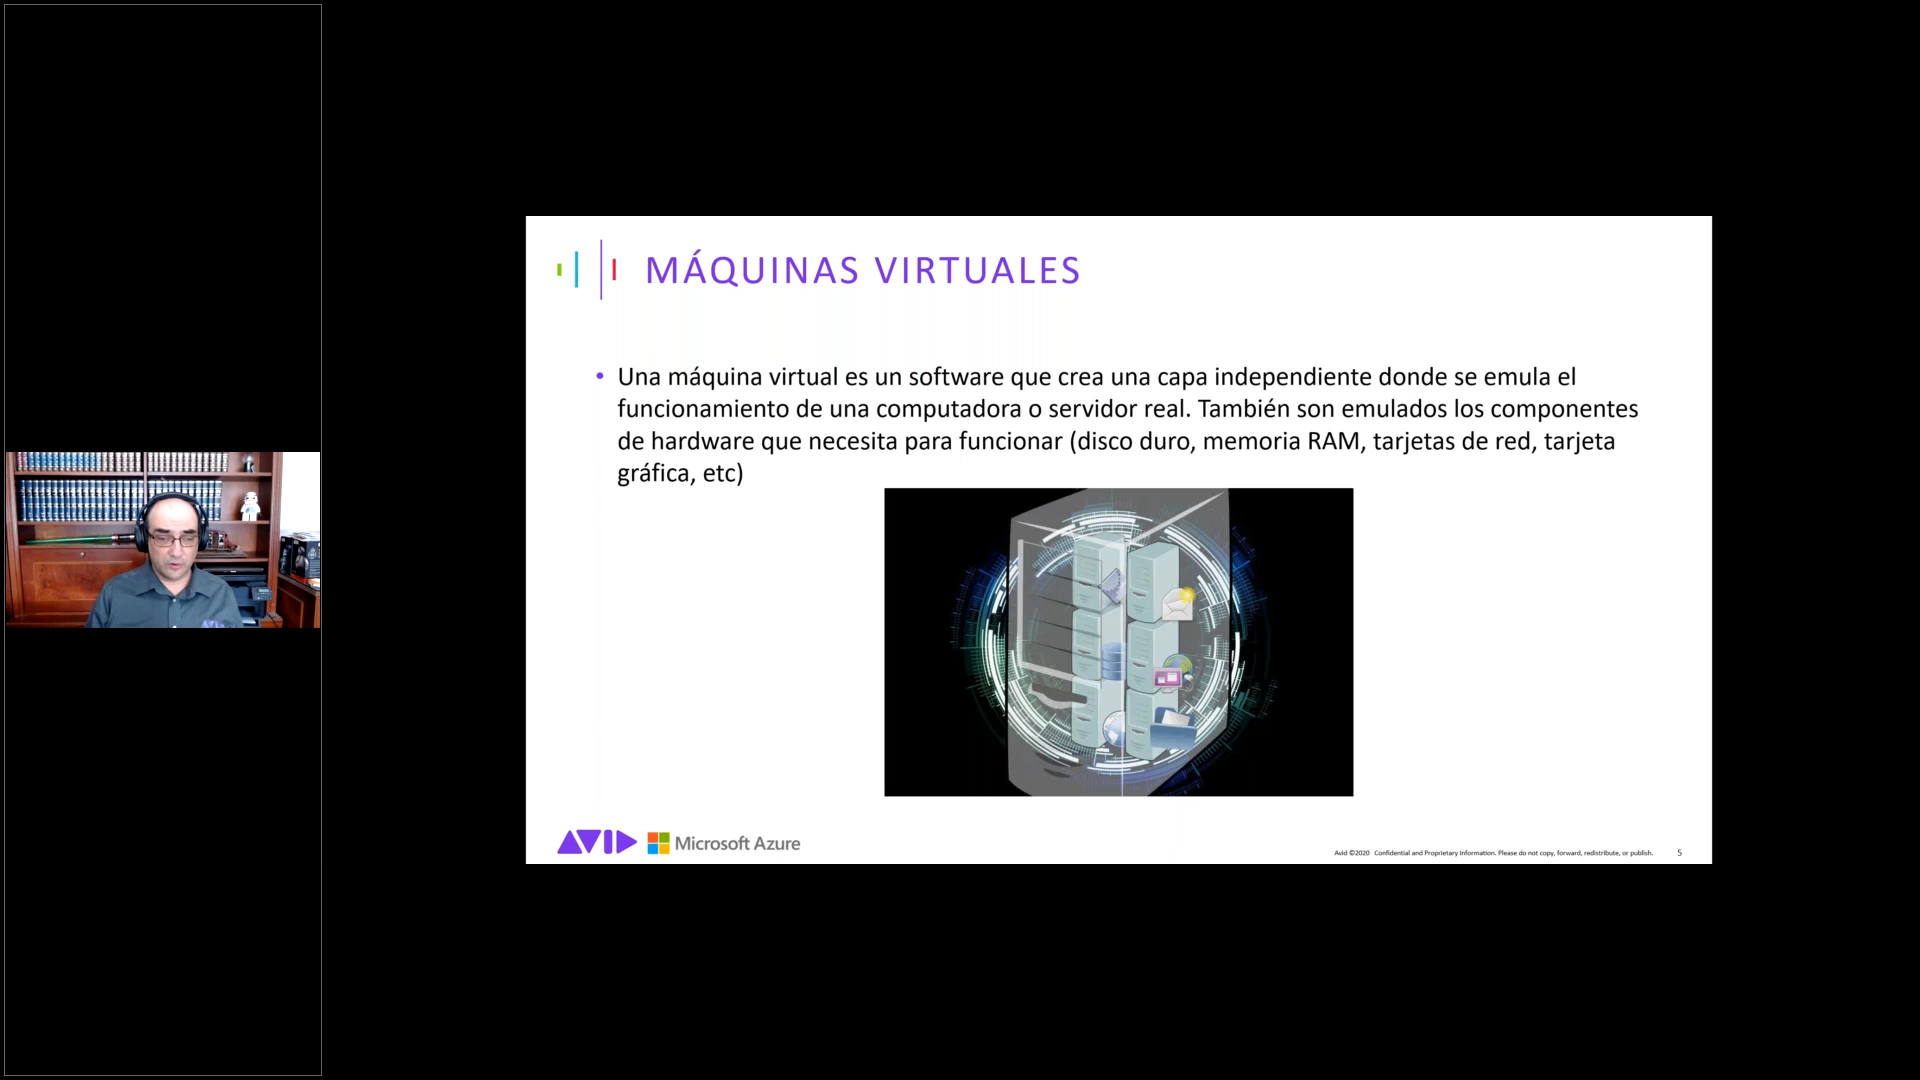 MÁQUINAS VIRTUALES
• Una máquina virtual es un software que crea una capa independiente donde se emula el
funcionamiento de una computadora o servidor real. También son emulados los componentes
de hardware que necesita para funcionar (disco duro, memoria RAM, tarjetas de red, tarjeta
gráfica, etc)
AVID Microsoft Azure
Avid ©2020 Confidential and Proprietary Information. Please do not copy, forward, redistribute, or publish. 5